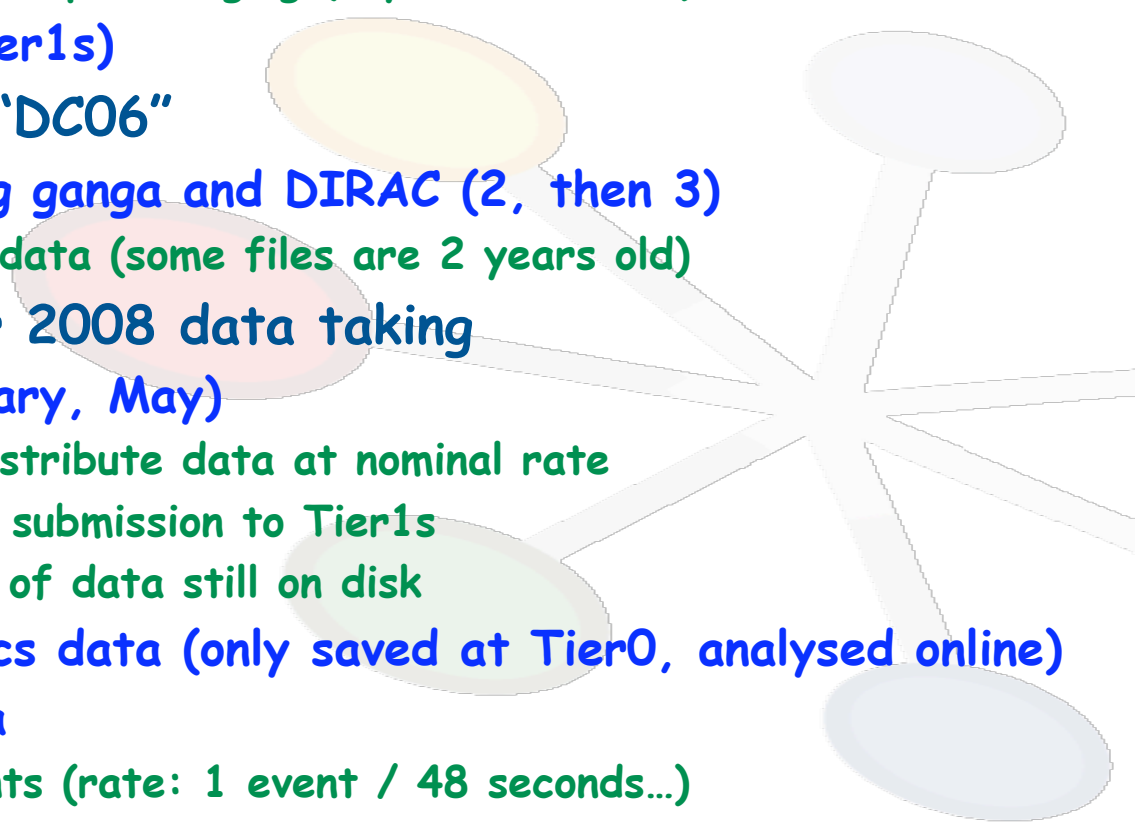 er1s)
“DC06”
g ganga and DIRAC (2, then 3)
data (some files are 2 years old)
2008 data taking
ary, May)
stribute data at nominal rate
submission to Tier1s
of data still on disk
cs data (only saved at Tier0, analysed online)
a
nts (rate: 1 event / 48 seconds…)